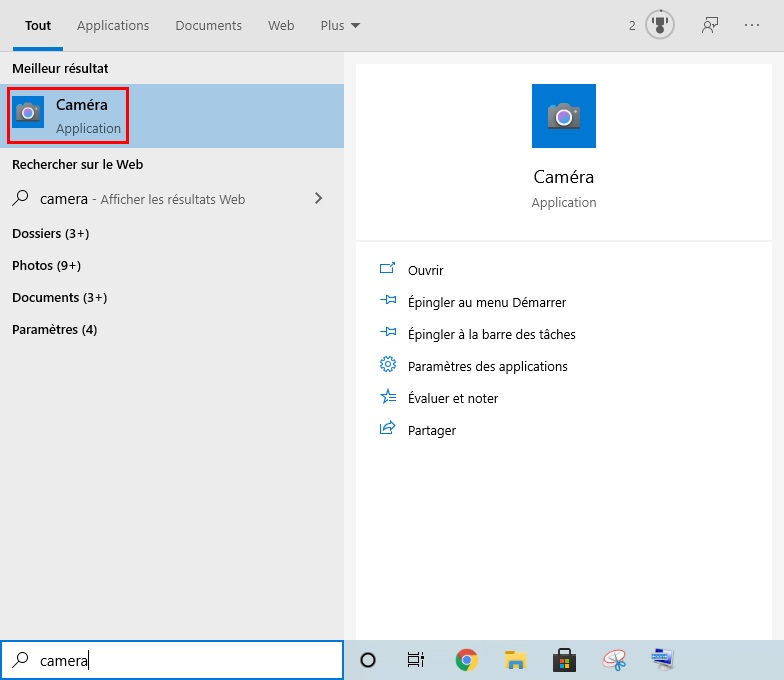 Tout Applications Documents Web Plus 2
Meilleur résultat
Caméra
Application
Rechercher sur le Web
camera - Afficher les résultats Web
Dossiers (3+)
Photos (9+)
Documents (3+)
Paramètres (4)
Caméra
Application
Ouvrir
Épingler au menu Démarrer
Épingler à la barre des tâches
Paramètres des applications
Évaluer et noter
Partager
camera